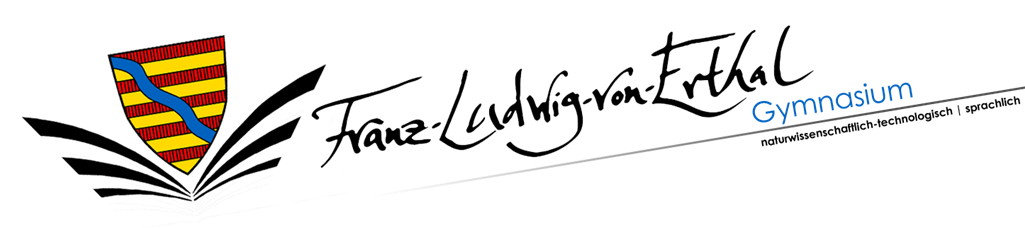 Franz-Ludwig-von-Erthal
Gymnasium
naturwissenschaftlich-technologisch | sprachlich